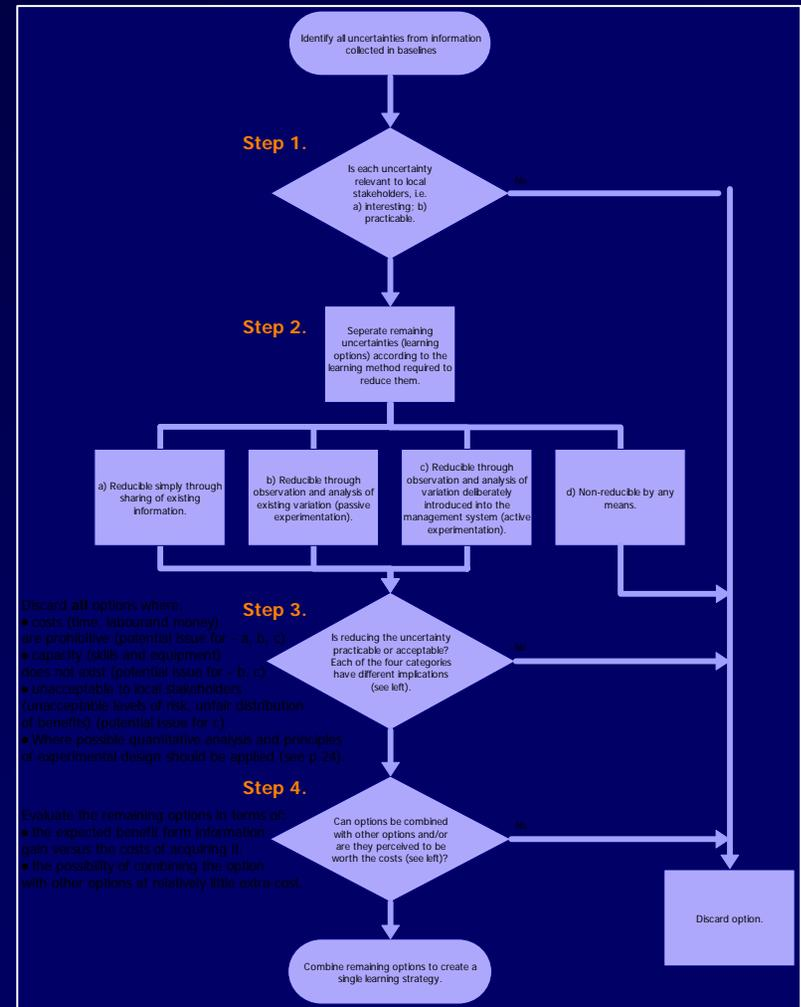 Identify all uncertainties from information
collected in baselines
Step 1.
Is each uncertainty
relevant to local
stakeholders, i.e.
a) interesting; b)
practicable.
Step 2.
Seperate remaining
uncertainties (learning
options) according to the
learning method required to
reduce them.
a) Reducible simply through
sharing of existing
information.
b) Reducible through
observation and analysis of
existing variation (passive
experimentation).
c) Reducible through
observation and analysis of
variation deliberately
introduced into the
management system (active
experimentation).
d) Non-reducible by any
means.
Step 3.
Discard all options where:
• costs (time, labour and money)
are prohibitive (potential issue for - a, b, c)
• capacity (skills and equipment)
does not exist (potential issue for - b, c)
• unacceptable to local stakeholders
(unacceptable levels of risk, unfair distribution
of benefits) (potential issue for c)
• Where possible quantitative analysis and principles
of experimental design should be applied (see p 24)
Is reducing the uncertainty
practicable or acceptable?
Each of the four categories
have different implications
(see left).
Step 4.
Evaluate the remaining options in terms of:
• the expected benefit form information
gain versus the costs of acquiring it.
• the possibility of combining the option
with other options at relatively little extra cost.
Can options be combined
with other options and/or
are they perceived to be
worth the costs (see left)?
Discard option.
Combine remaining options to create a
single learning strategy.